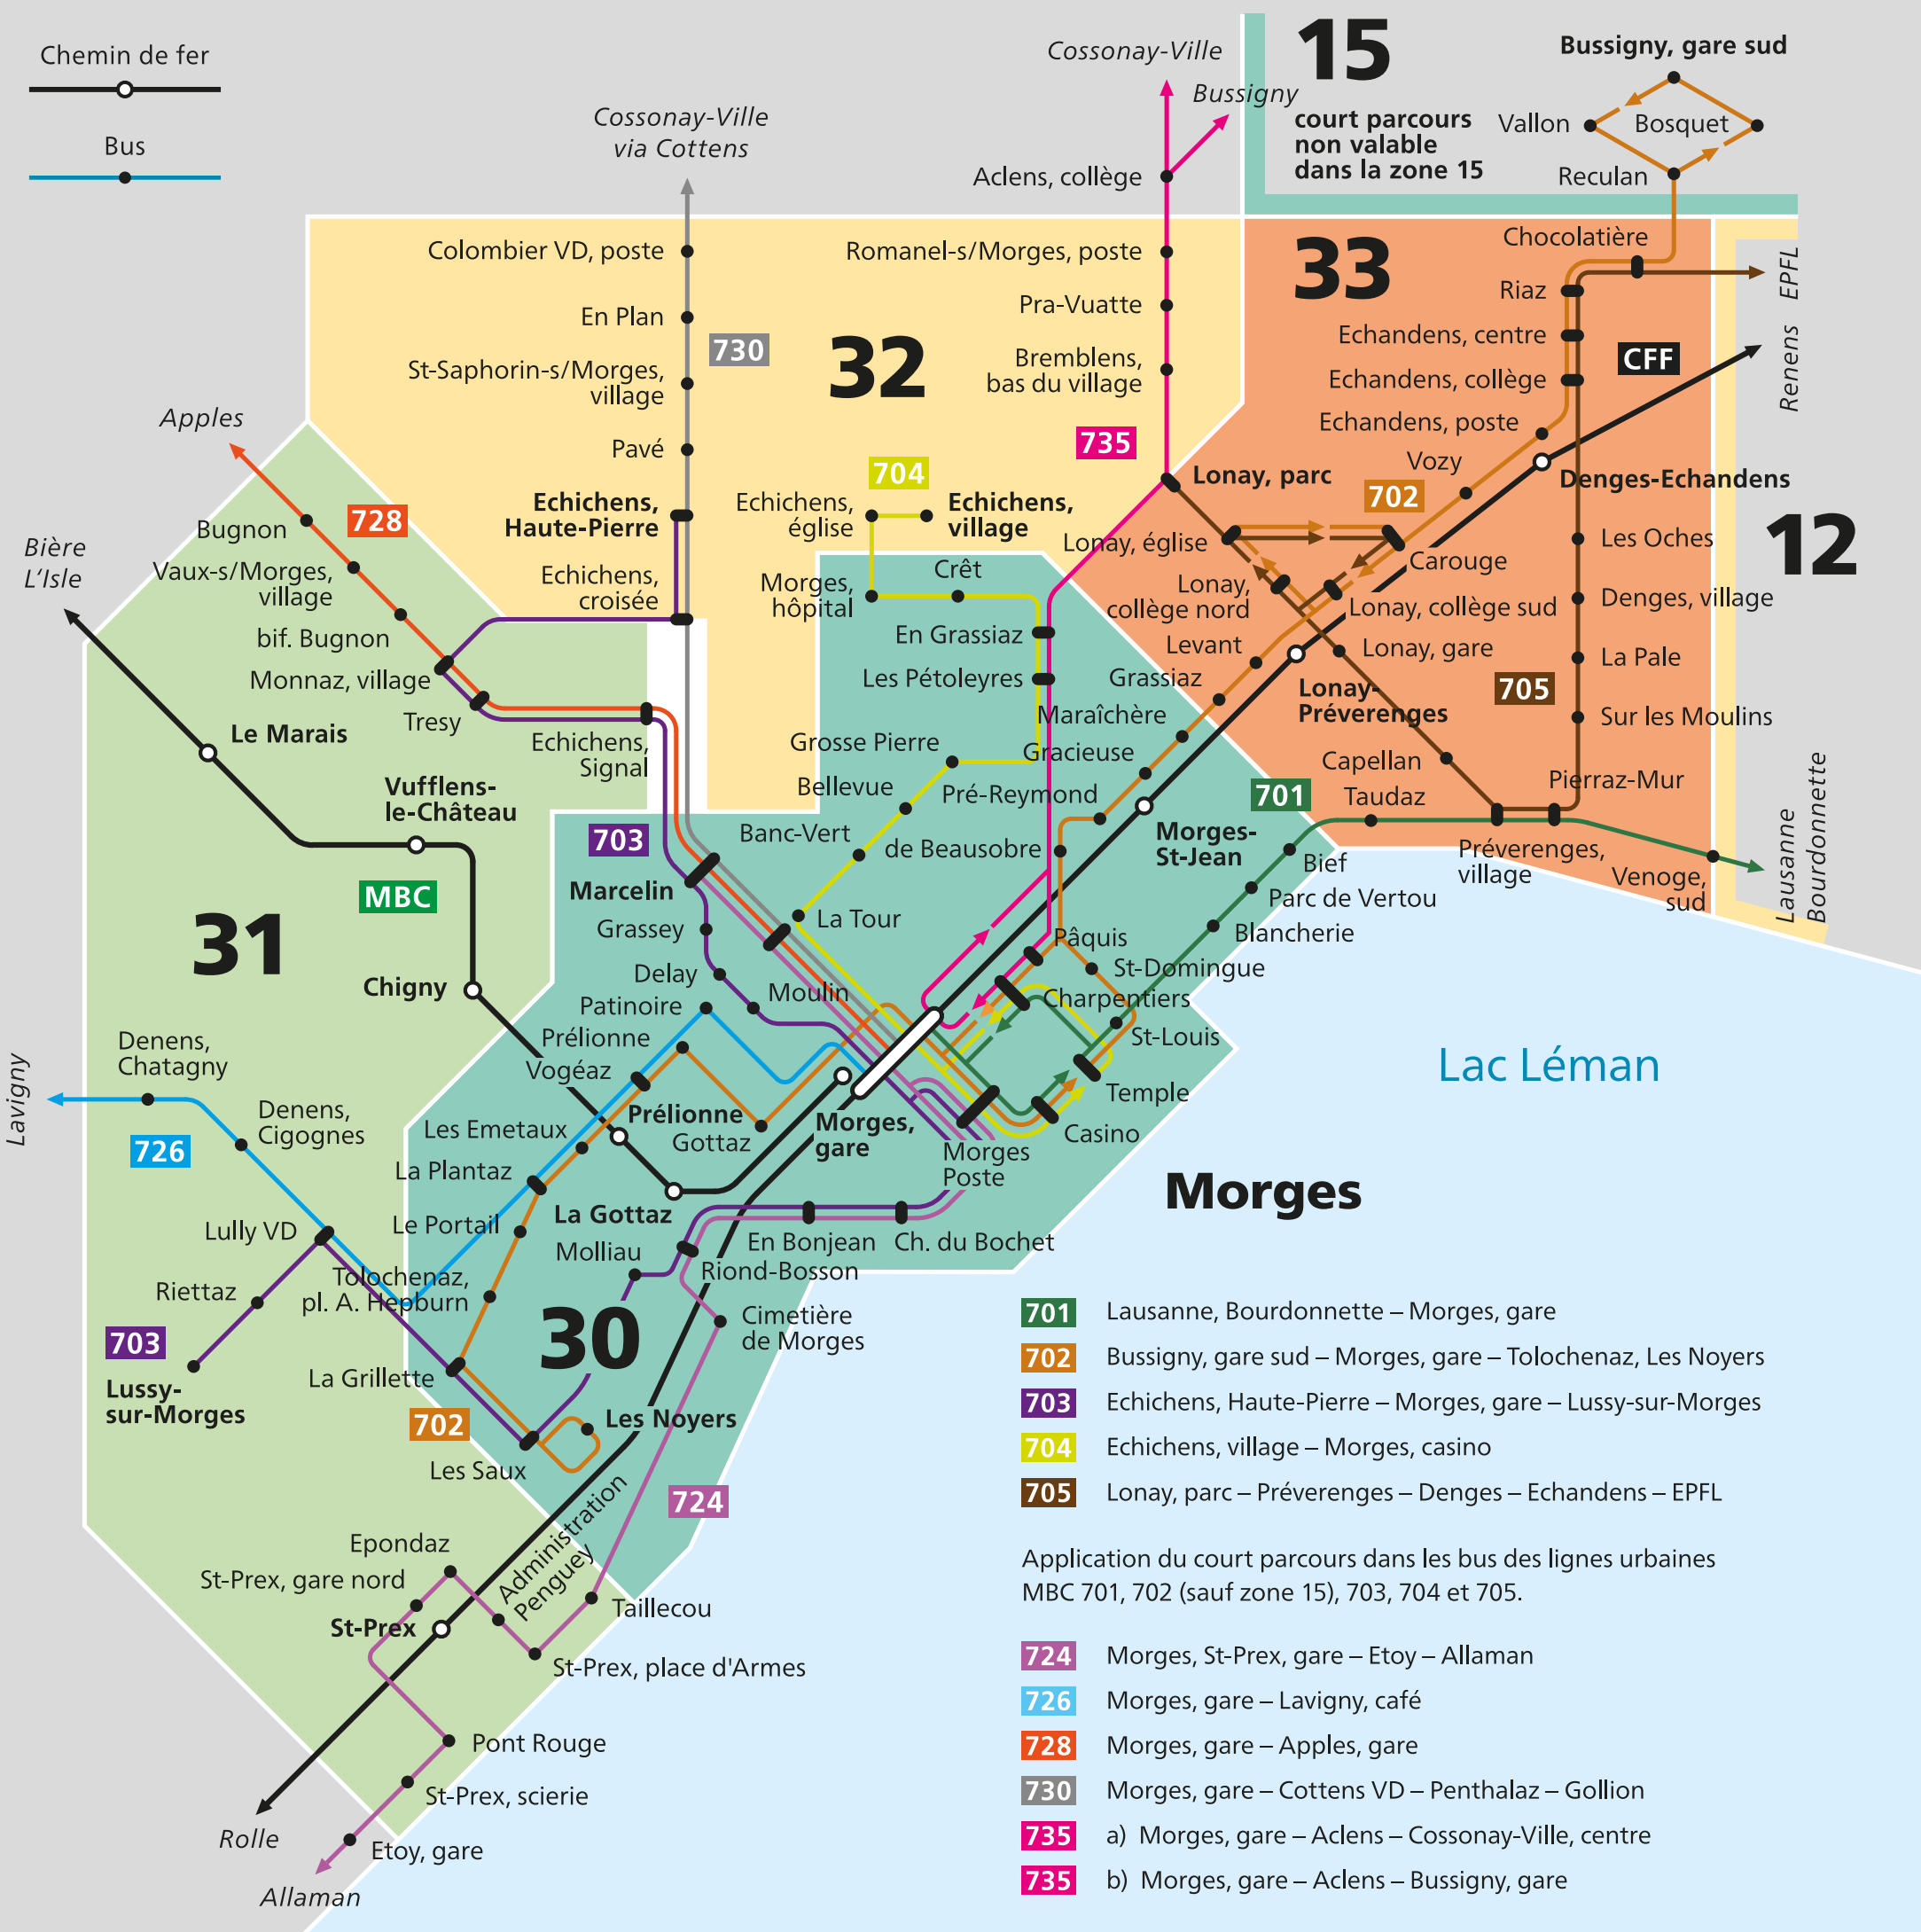 Chemin de fer
Bus
Cossonay-Ville
via Cottens
Cossonay-Ville
Bussigny
15
court parcours
non valable
dans la zone 15
Bussigny, gare sud
Vallon
Bosquet
Reculan
Aclens, collège
Colombier VD, poste
En Plan
730
St-Saphorin-s/Morges,
village
Pavé
32
Romanel-s/Morges, poste
Pra-Vuatte
Bremblens,
bas du village
735
33
Chocolatière
Riaz
Echandens, centre
CFF
Echandens, collège
Echandens, poste
Vozy
EPFL
Renens
Denges-Echandens
12
Apples
728
Bugnon
Vaux-s/Morges,
village
bif. Bugnon
Monnaz, village
Tresy
Echichens,
Signal
Echichens,
Haute-Pierre
Echichens,
croisée
704
Echichens,
église
Echichens,
village
Morges,
hôpital
Crêt
En Grassiaz
Les Pétoleyres
Lonay, parc
702
Lonay, église
Carouge
Lonay,
collège nord
Lonay, collège sud
Levant
Lonay, gare
Grassiaz
Lonay-
Préverenges
705
Maraîchère
Gracieuse
Les Oches
Denges, village
La Pale
Sur les Moulins
Capellan
Pierraz-Mur
Taudaz
701
Préverenges,
village
Venoge,
sud
Lausanne
Bourdonnette
Bière
L‘Isle
Le Marais
Vufflens-
le-Château
MBC
31
Chigny
703
Marcelin
Grassey
Delay
Moulin
Patinoire
Prélionne
Vogéaz
Grosse Pierre
Bellevue
Banc-Vert
La Tour
Pré-Reymond
de Beausobre
Morges-
St-Jean
Bief
Parc de Vertou
Blancherie
Pâquis
St-Domingue
Charpentiers
St-Louis
Temple
Casino
Morges
Poste
Morges,
gare
Prélionne
Gottaz
Les Emetaux
La Plantaz
Le Portail
La Gottaz
Lac Léman
Morges
Lavigny
Denens,
Chatagny
Denens,
Cigognes
726
Lully VD
Riettaz
703
Lussy-
sur-Morges
Tolochenaz,
pl. A. Hepburn
La Grillette
702
Les Saux
Les Noyers
30
Molliau
En Bonjean
Ch. du Bochet
Riond-Bosson
Cimetière
de Morges
724
Epondaz
St-Prex, gare nord
St-Prex
Administration
Penguey
Taillecou
St-Prex, place d'Armes
Pont Rouge
St-Prex, scierie
Etoy, gare
Rolle
Allaman
701 Lausanne, Bourdonnette – Morges, gare
702 Bussigny, gare sud – Morges, gare – Tolochenaz, Les Noyers
703 Echichens, Haute-Pierre – Morges, gare – Lussy-sur-Morges
704 Echichens, village – Morges, casino
705 Lonay, parc – Préverenges – Denges – Echandens – EPFL
Application du court parcours dans les bus des lignes urbaines
MBC 701, 702 (sauf zone 15), 703, 704 et 705.
724 Morges, St-Prex, gare – Etoy – Allaman
726 Morges, gare – Lavigny, café
728 Morges, gare – Apples, gare
730 Morges, gare – Cottens VD – Penthalaz – Gollion
735 a) Morges, gare – Aclens – Cossonay-Ville, centre
735 b) Morges, gare – Aclens – Bussigny, gare